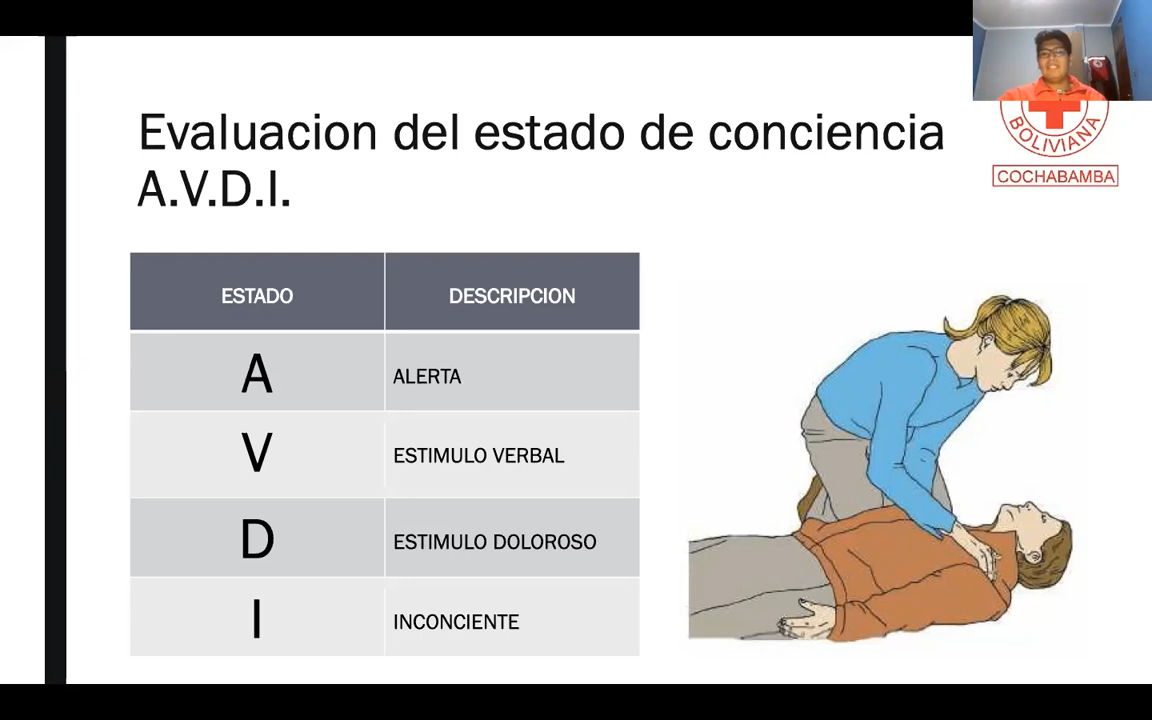 Evaluacion del estado de conciencia
A.V.D.I.
BOLIVIANA
COCHABAMBA
ESTADO DESCRIPCION
A ALERTA
V ESTIMULO VERBAL
D ESTIMULO DOLOROSO
I INCONCIENTE